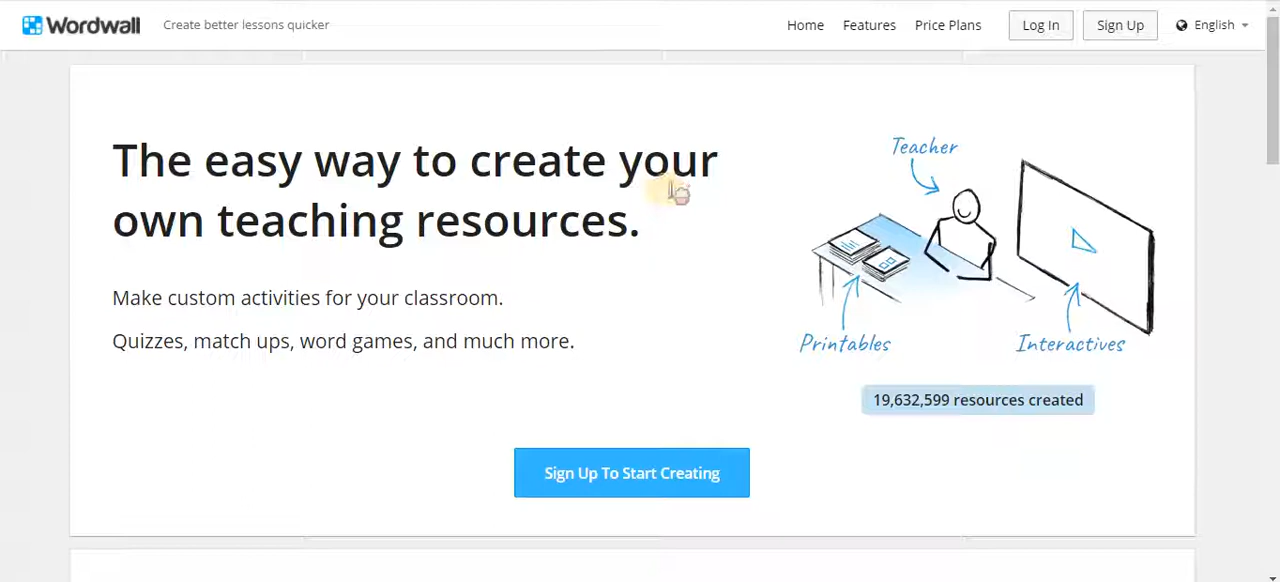 Wordwall Create better lessons quicker Home Features Price Plans Log In Sign Up English
The easy way to create your
own teaching resources.
Make custom activities for your classroom.
Quizzes, match ups, word games, and much more.
Teacher
Printables
Interactives
19,632,599 resources created
Sign Up To Start Creating